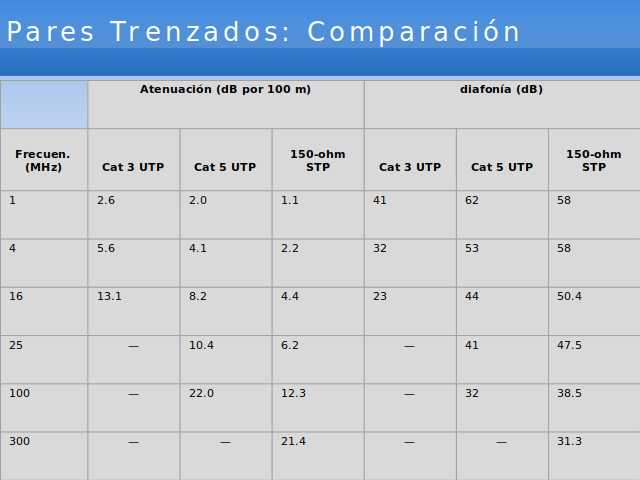 Pares Trenzados: Comparación
Atenuación (dB por 100 m) diafonía (dB)
Frecuen. (MHz) Cat 3 UTP Cat 5 UTP 150-ohm STP Cat 3 UTP Cat 5 UTP 150-ohm STP
1 2.6 2.0 1.1 41 62 58
4 5.6 4.1 2.2 32 53 58
16 13.1 8.2 4.4 23 44 50.4
25 — 10.4 6.2 — 41 47.5
100 — 22.0 12.3 — 32 38.5
300 — — 21.4 — — 31.3